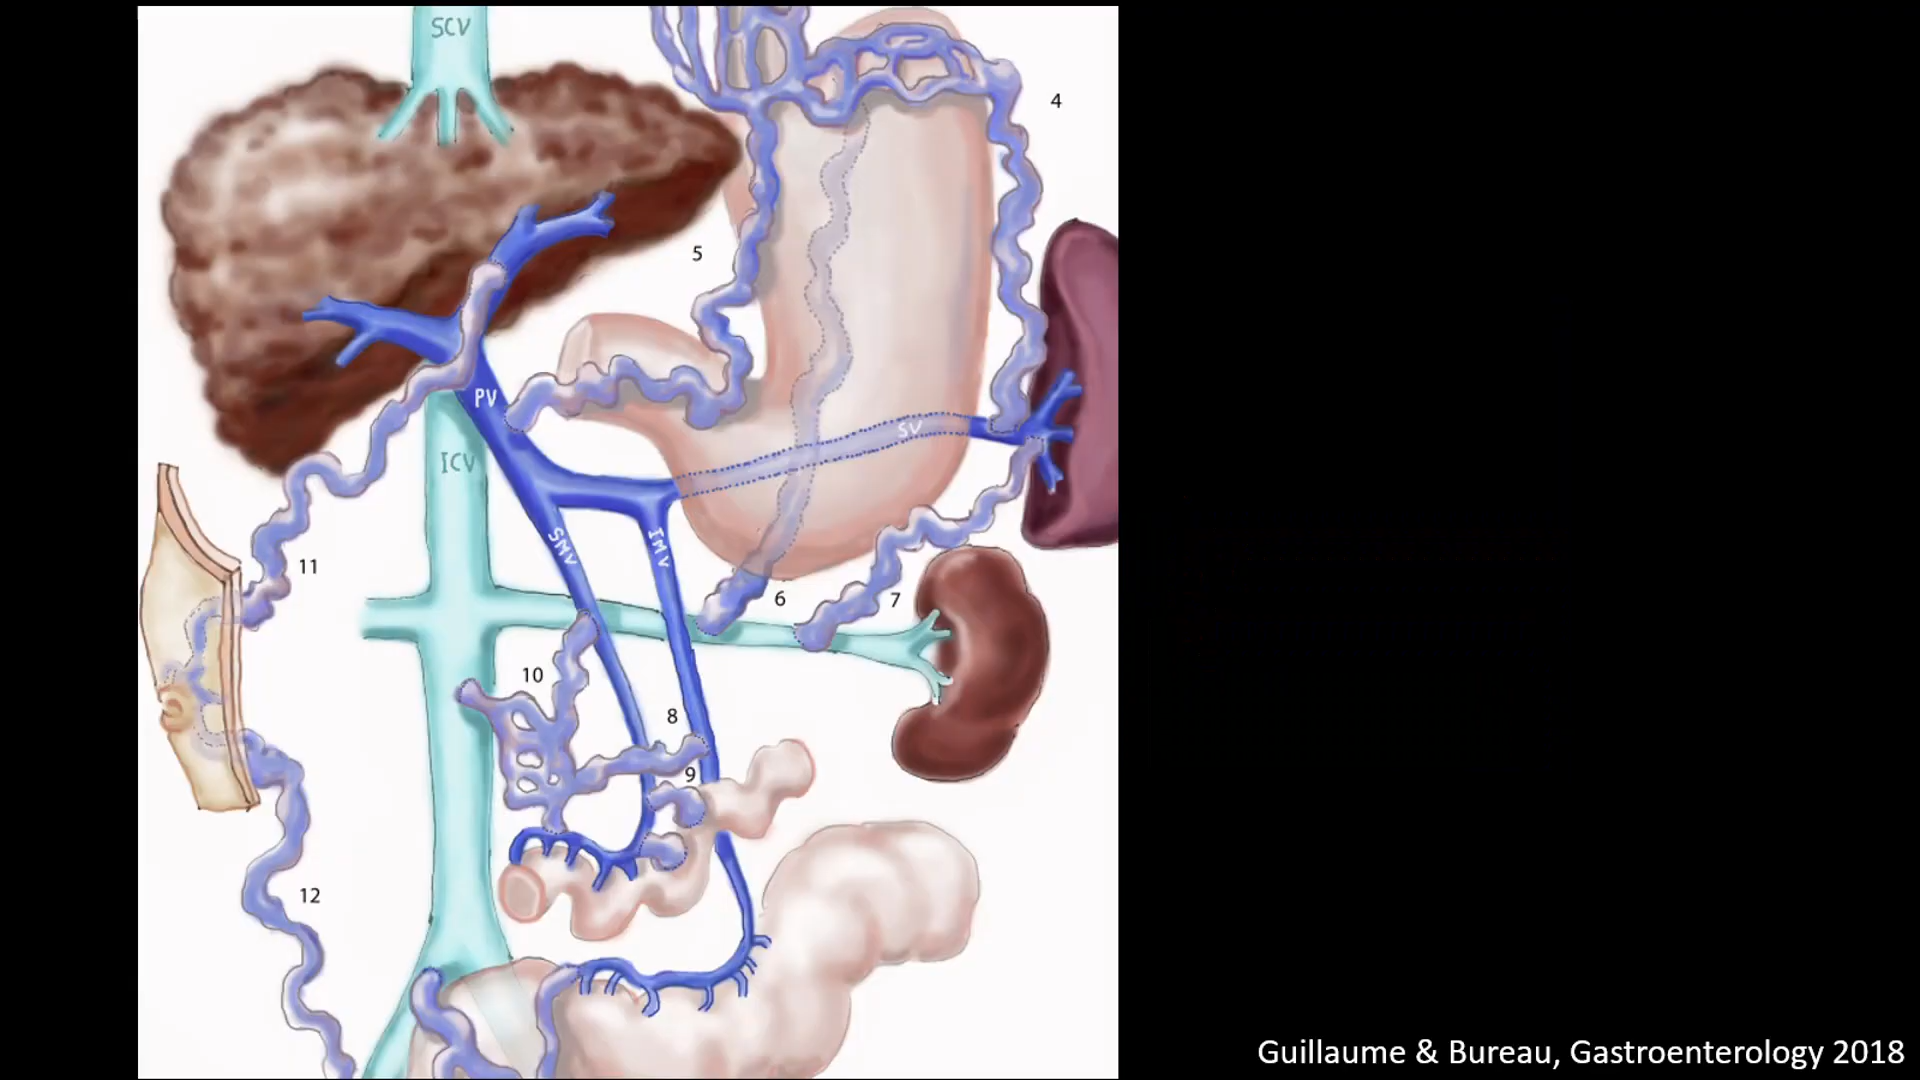 SCV
4
5
PV
SV
ICV
SMV
IMV
11
6
7
10
8
9
12
Guillaume & Bureau, Gastroenterology 2018